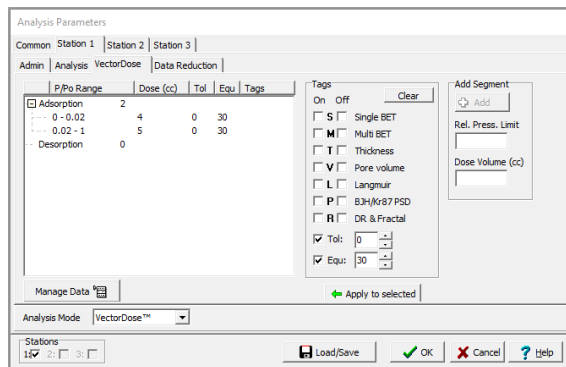 Analysis Parameters
Common Station 1 Station 2 Station 3
Admin Analysis VectorDose Data Reduction
P/Po Range Dose (cc) Tol Equ Tags
Adsorption 2
0 - 0.02 4 0 30
0.02 - 1 5 0 30
Desorption 0
Manage Data
Tags
On Off Clear
S Single BET
M Multi BET
T Thickness
V Pore volume
L Langmuir
P BJH/Kr87 PSD
R DR & Fractal
Tol: 0
Equ: 30
Apply to selected
Add Segment
Add
Rel. Press. Limit
Dose Volume (cc)
Analysis Mode VectorDose™
Stations
1: 2: 3:
Load/Save OK Cancel ? Help